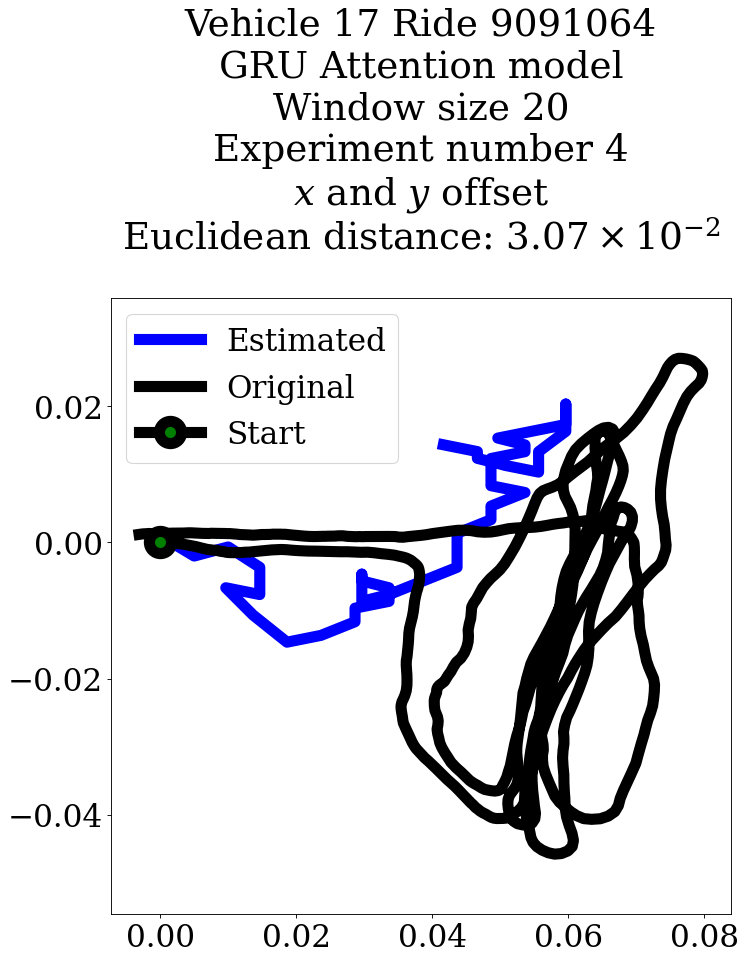 Vehicle 17 Ride 9091064
GRU Attention model
Window size 20
Experiment number 4
x and y offset
Euclidean distance: 3.07 × 10⁻²
Estimated
Original
Start
0.02
0.00
−0.02
−0.04
0.00 0.02 0.04 0.06 0.08